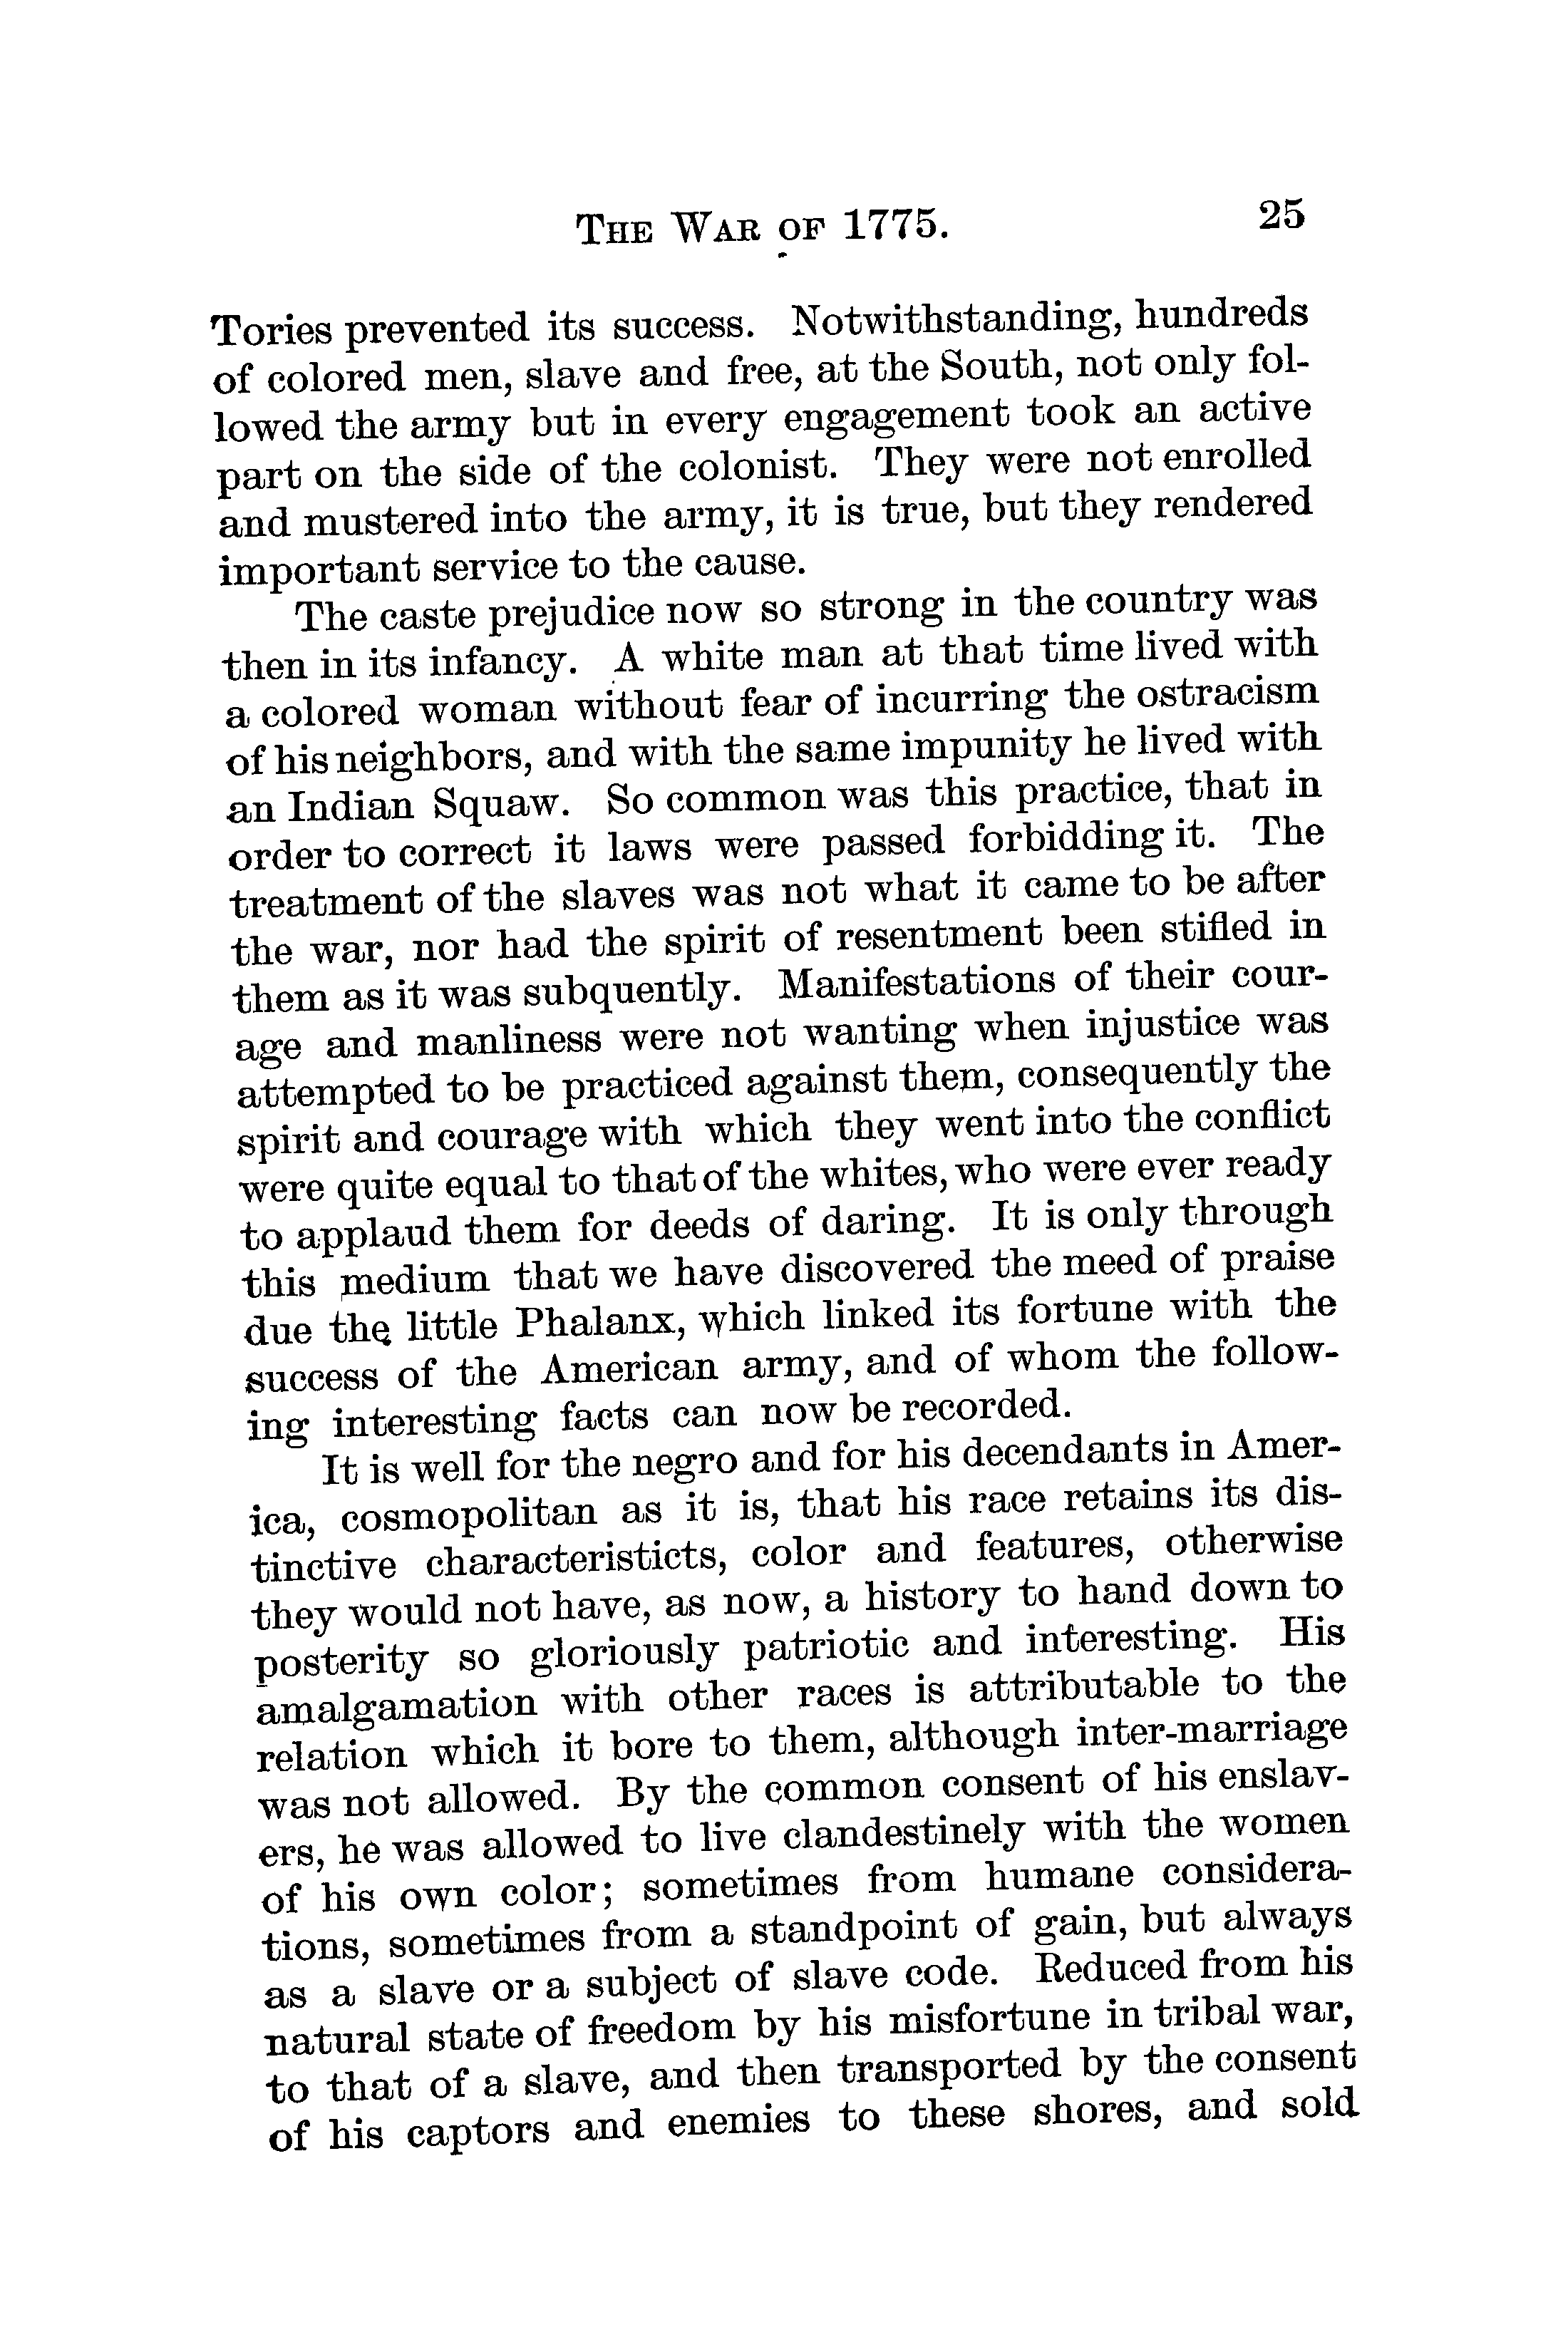 The War of 1775. 25
Tories prevented its success. Notwithstanding, hundreds
of colored men, slave and free, at the South, not only fol-
lowed the army but in every engagement took an active
part on the side of the colonist. They were not enrolled
and mustered into the army, it is true, but they rendered
important service to the cause.
The caste prejudice now so strong in the country was
then in its infancy. A white man at that time lived with
a colored woman without fear of incurring the ostracism
of his neighbors, and with the same impunity he lived with
an Indian Squaw. So common was this practice, that in
order to correct it laws were passed forbidding it. The
treatment of the slaves was not what it came to be after
the war, nor had the spirit of resentment been stifled in
them as it was subquently. Manifestations of their cour-
age and manliness were not wanting when injustice was
attempted to be practiced against them, consequently the
spirit and courage with which they went into the conflict
were quite equal to that of the whites, who were ever ready
to applaud them for deeds of daring. It is only through
this medium that we have discovered the meed of praise
due the little Phalanx, which linked its fortune with the
success of the American army, and of whom the follow-
ing interesting facts can now be recorded.
It is well for the negro and for his decendants in Amer-
ica, cosmopolitan as it is, that his race retains its dis-
tinctive characteristicts, color and features, otherwise
they would not have, as now, a history to hand down to
posterity so gloriously patriotic and interesting. His
amalgamation with other races is attributable to the
relation which it bore to them, although inter-marriage
was not allowed. By the common consent of his enslav-
ers, he was allowed to live clandestinely with the women
of his own color; sometimes from humane considera-
tions, sometimes from a standpoint of gain, but always
as a slave or a subject of slave code. Reduced from his
natural state of freedom by his misfortune in tribal war,
to that of a slave, and then transported by the consent
of his captors and enemies to these shores, and sold